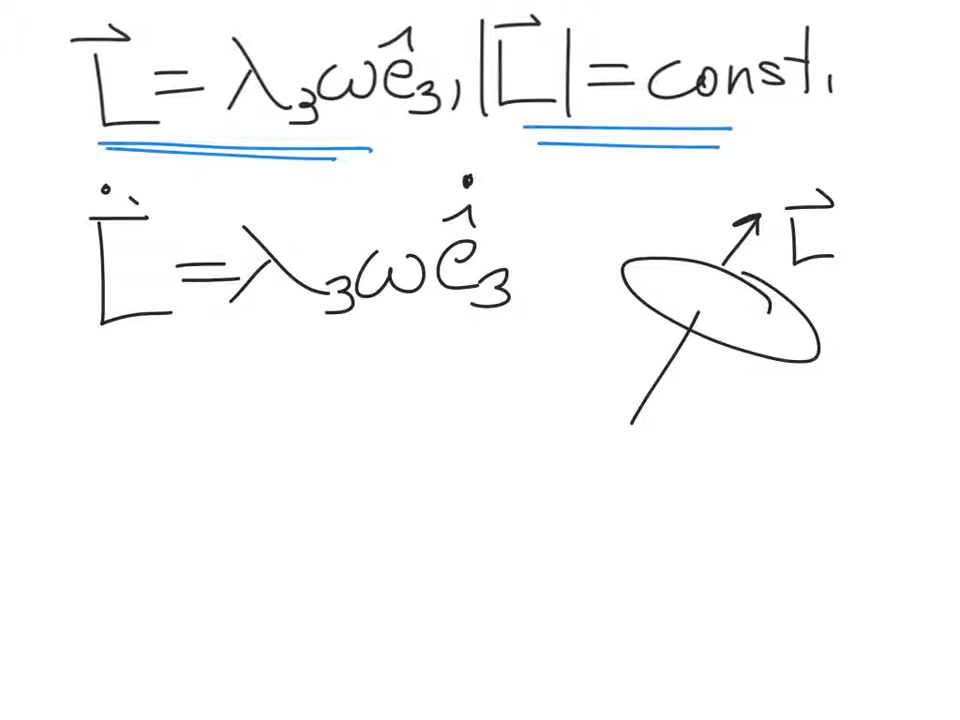 L⃗ = λ₃ωê₃, |L⃗| = const.
L⃗̇ = λ₃ωê̇₃
L⃗